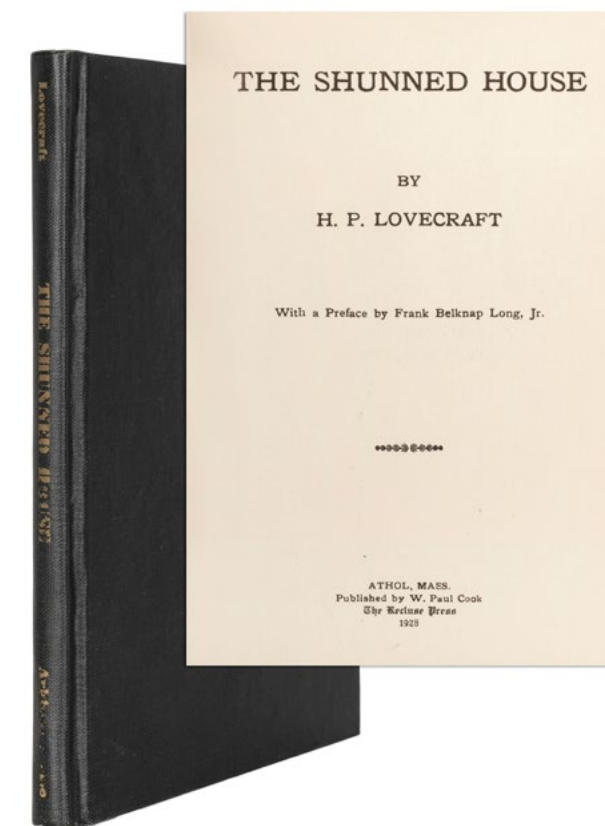 Lovecraft
THE SHUNNED HOUSE
THE SHUNNED HOUSE
BY
H. P. LOVECRAFT
With a Preface by Frank Belknap Long, Jr.
ATHOL, MASS.
Published by W. Paul Cook
The Recluse Press
1928